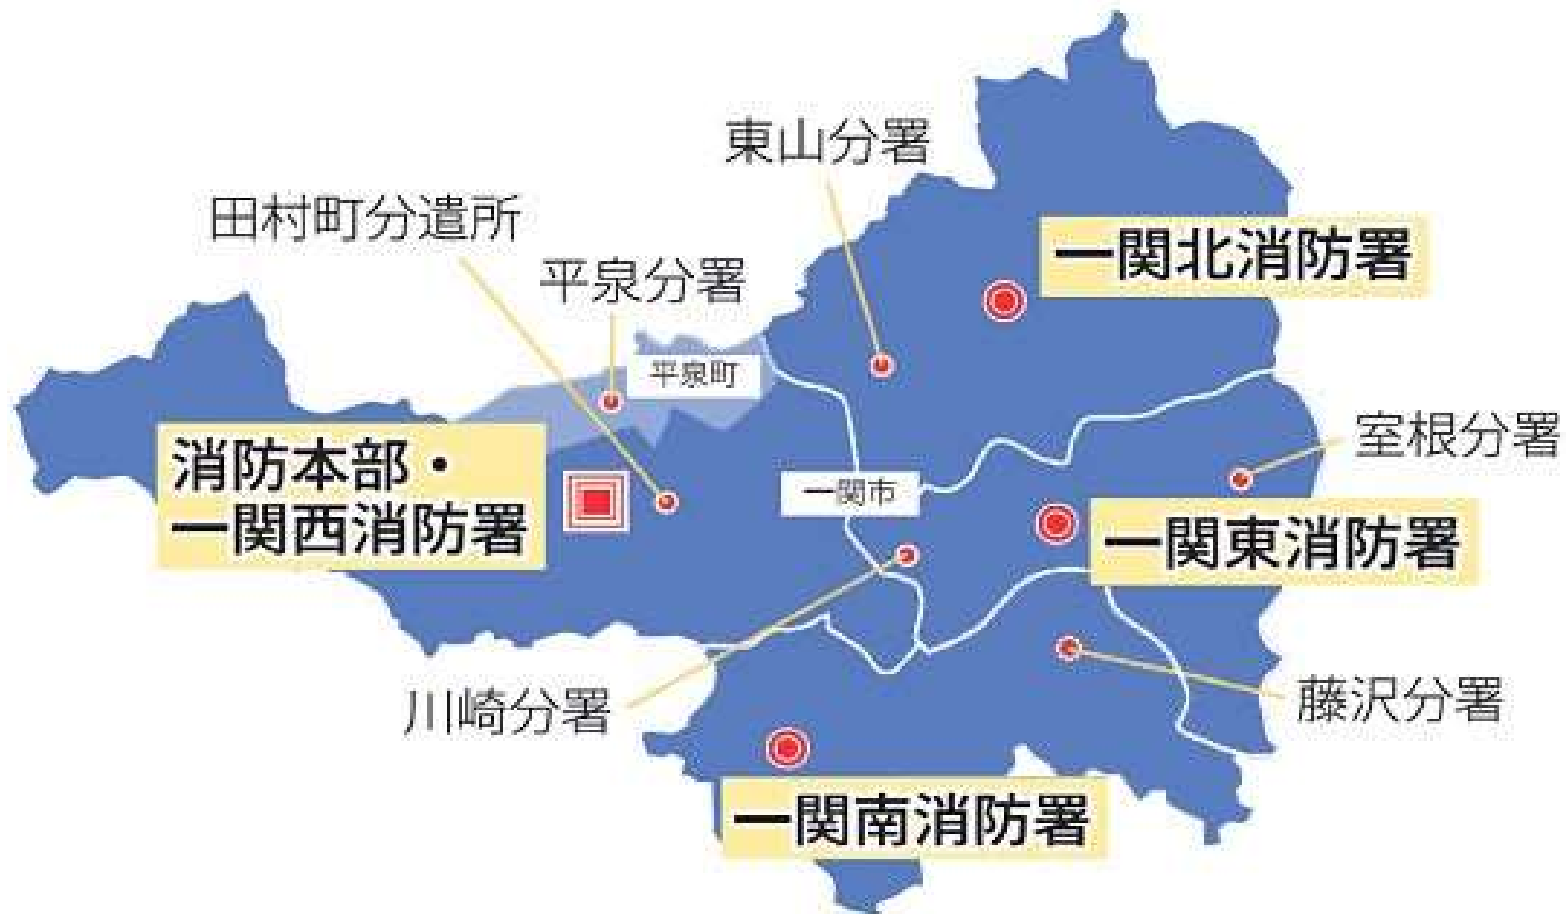 東山分署
田村町分遣所
平泉分署
一関北消防署
平泉町
消防本部・
一関西消防署
室根分署
一関市
一関東消防署
川崎分署
藤沢分署
一関南消防署